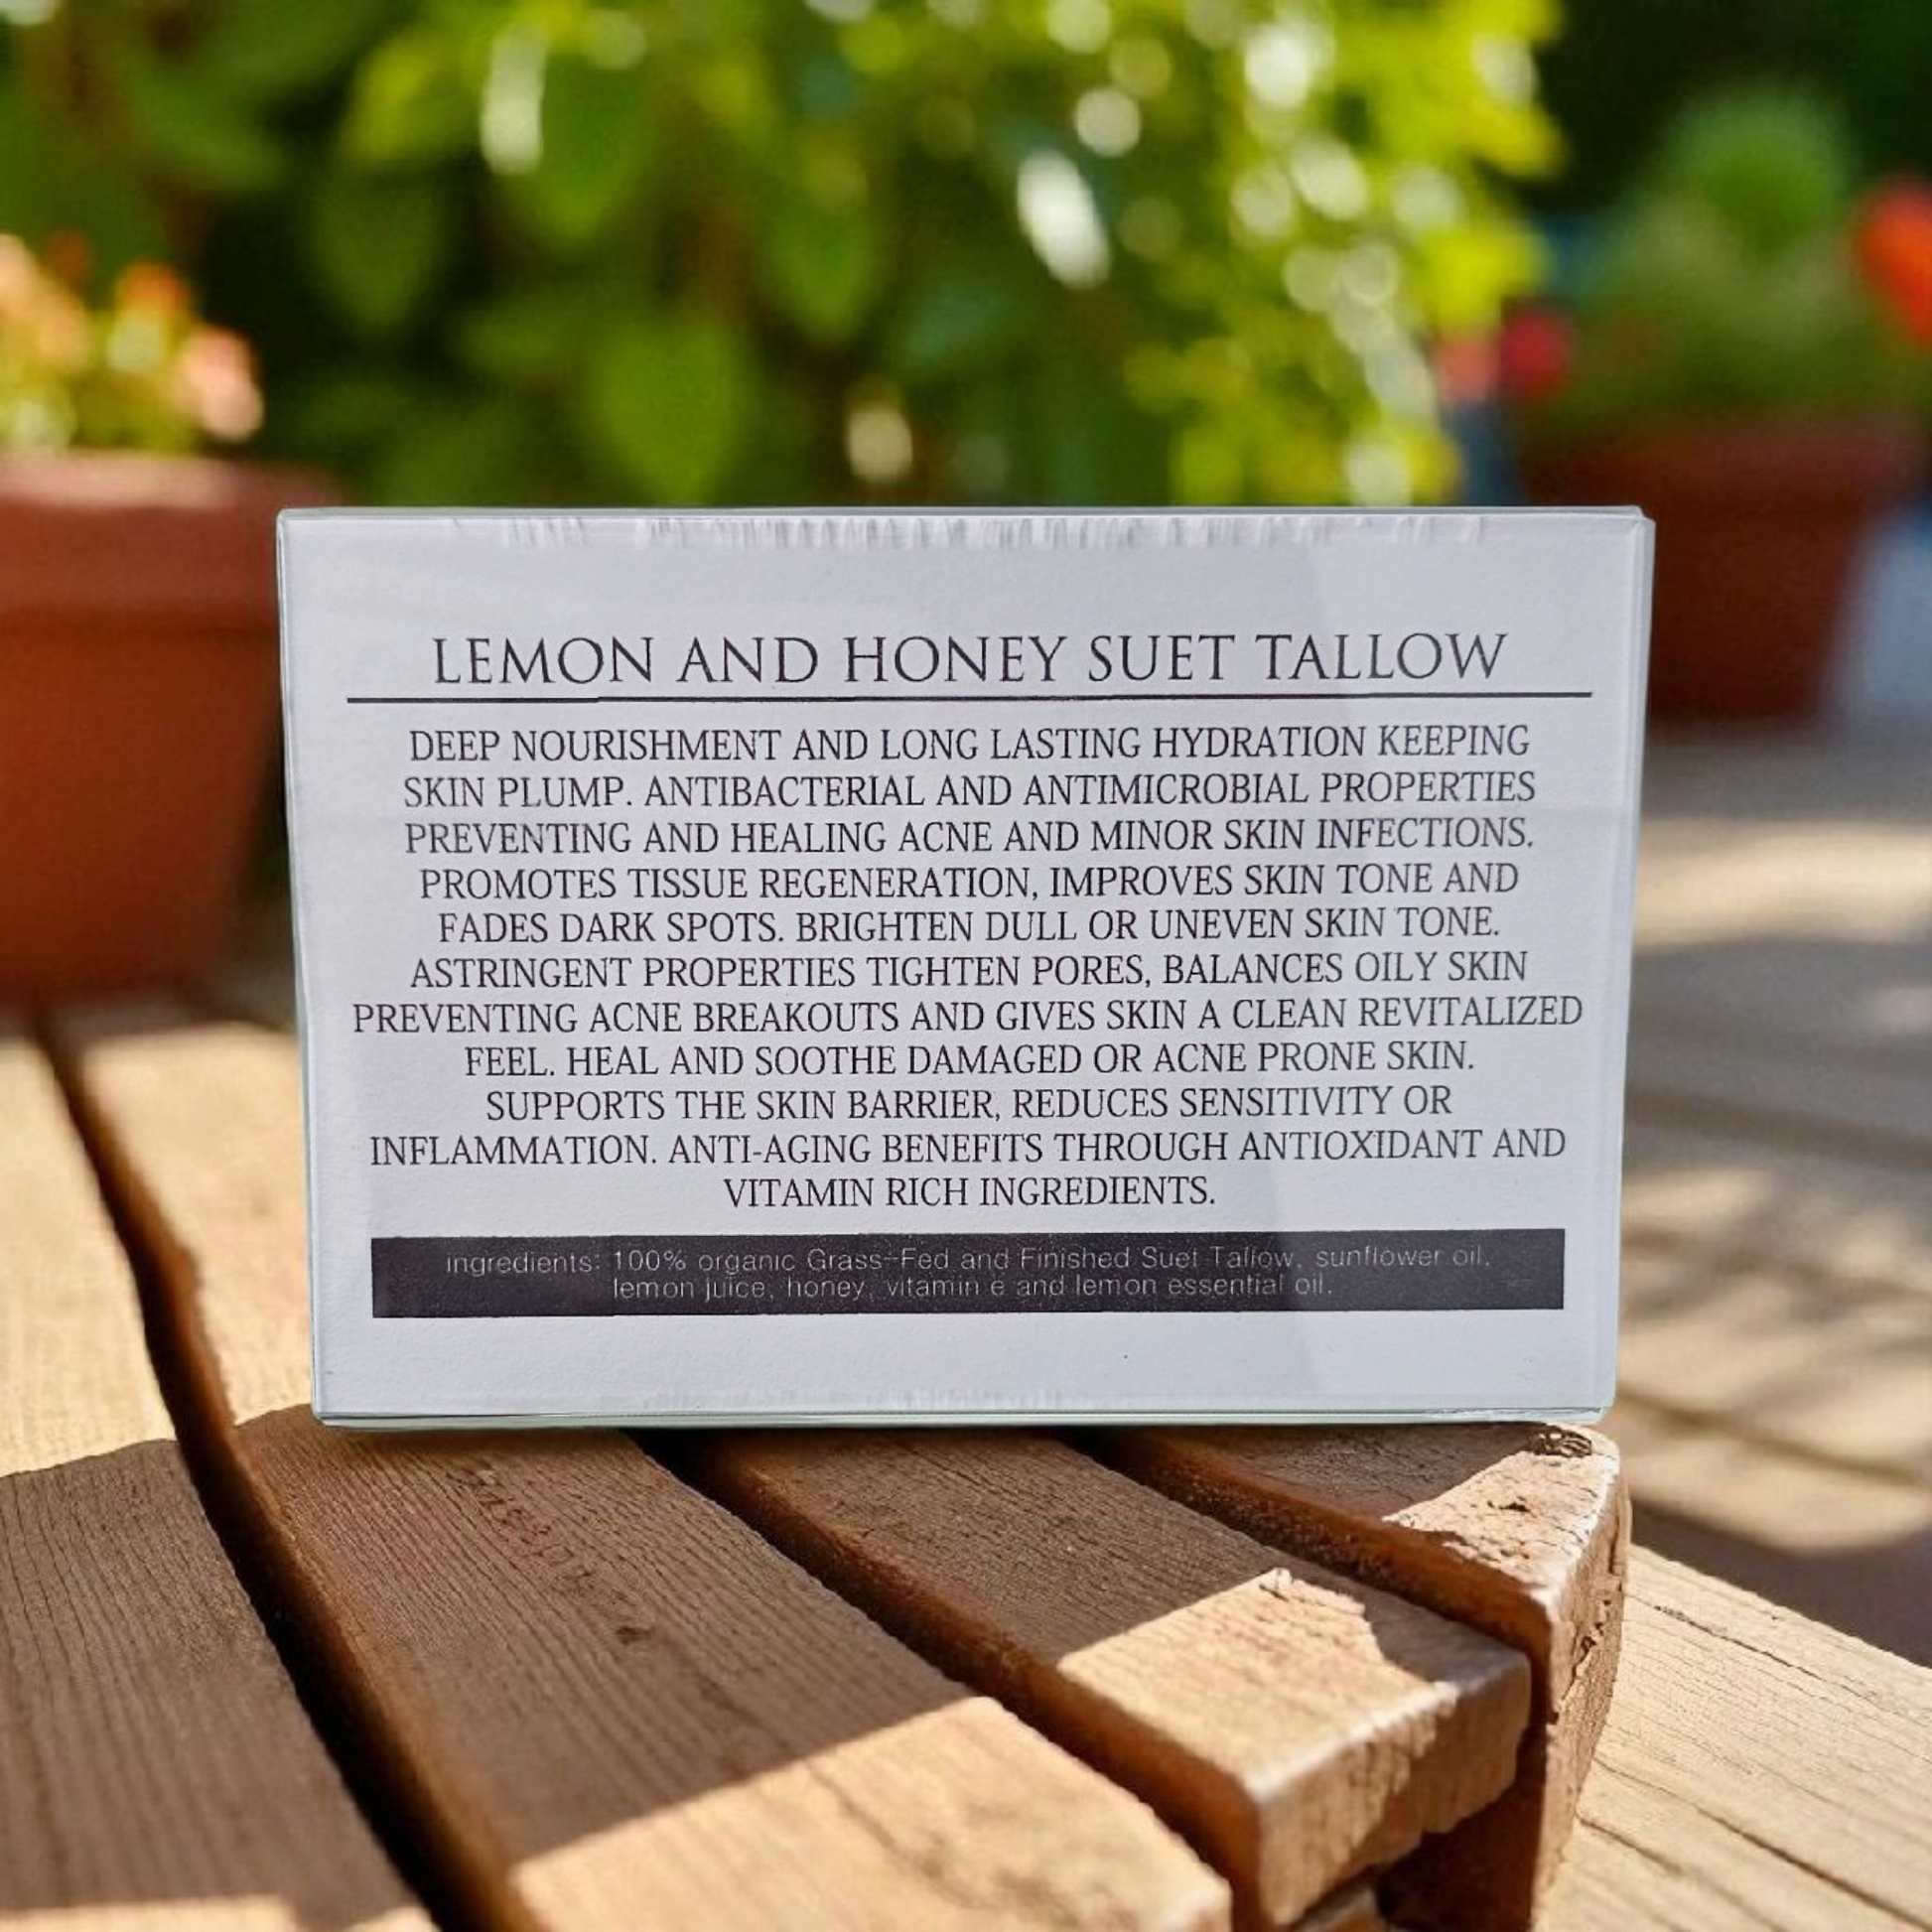 LEMON AND HONEY SUET TALLOW
DEEP NOURISHMENT AND LONG LASTING HYDRATION KEEPING
SKIN PLUMP. ANTIBACTERIAL AND ANTIMICROBIAL PROPERTIES
PREVENTING AND HEALING ACNE AND MINOR SKIN INFECTIONS.
PROMOTES TISSUE REGENERATION, IMPROVES SKIN TONE AND
FADES DARK SPOTS. BRIGHTEN DULL OR UNEVEN SKIN TONE.
ASTRINGENT PROPERTIES TIGHTEN PORES, BALANCES OILY SKIN
PREVENTING ACNE BREAKOUTS AND GIVES SKIN A CLEAN REVITALIZED
FEEL. HEAL AND SOOTHE DAMAGED OR ACNE PRONE SKIN.
SUPPORTS THE SKIN BARRIER, REDUCES SENSITIVITY OR
INFLAMMATION. ANTI-AGING BENEFITS THROUGH ANTIOXIDANT AND
VITAMIN RICH INGREDIENTS.
ingredients: 100% organic Grass-Fed and Finished Suet Tallow, sunflower oil,
lemon juice, honey, vitamin e and lemon essential oil.